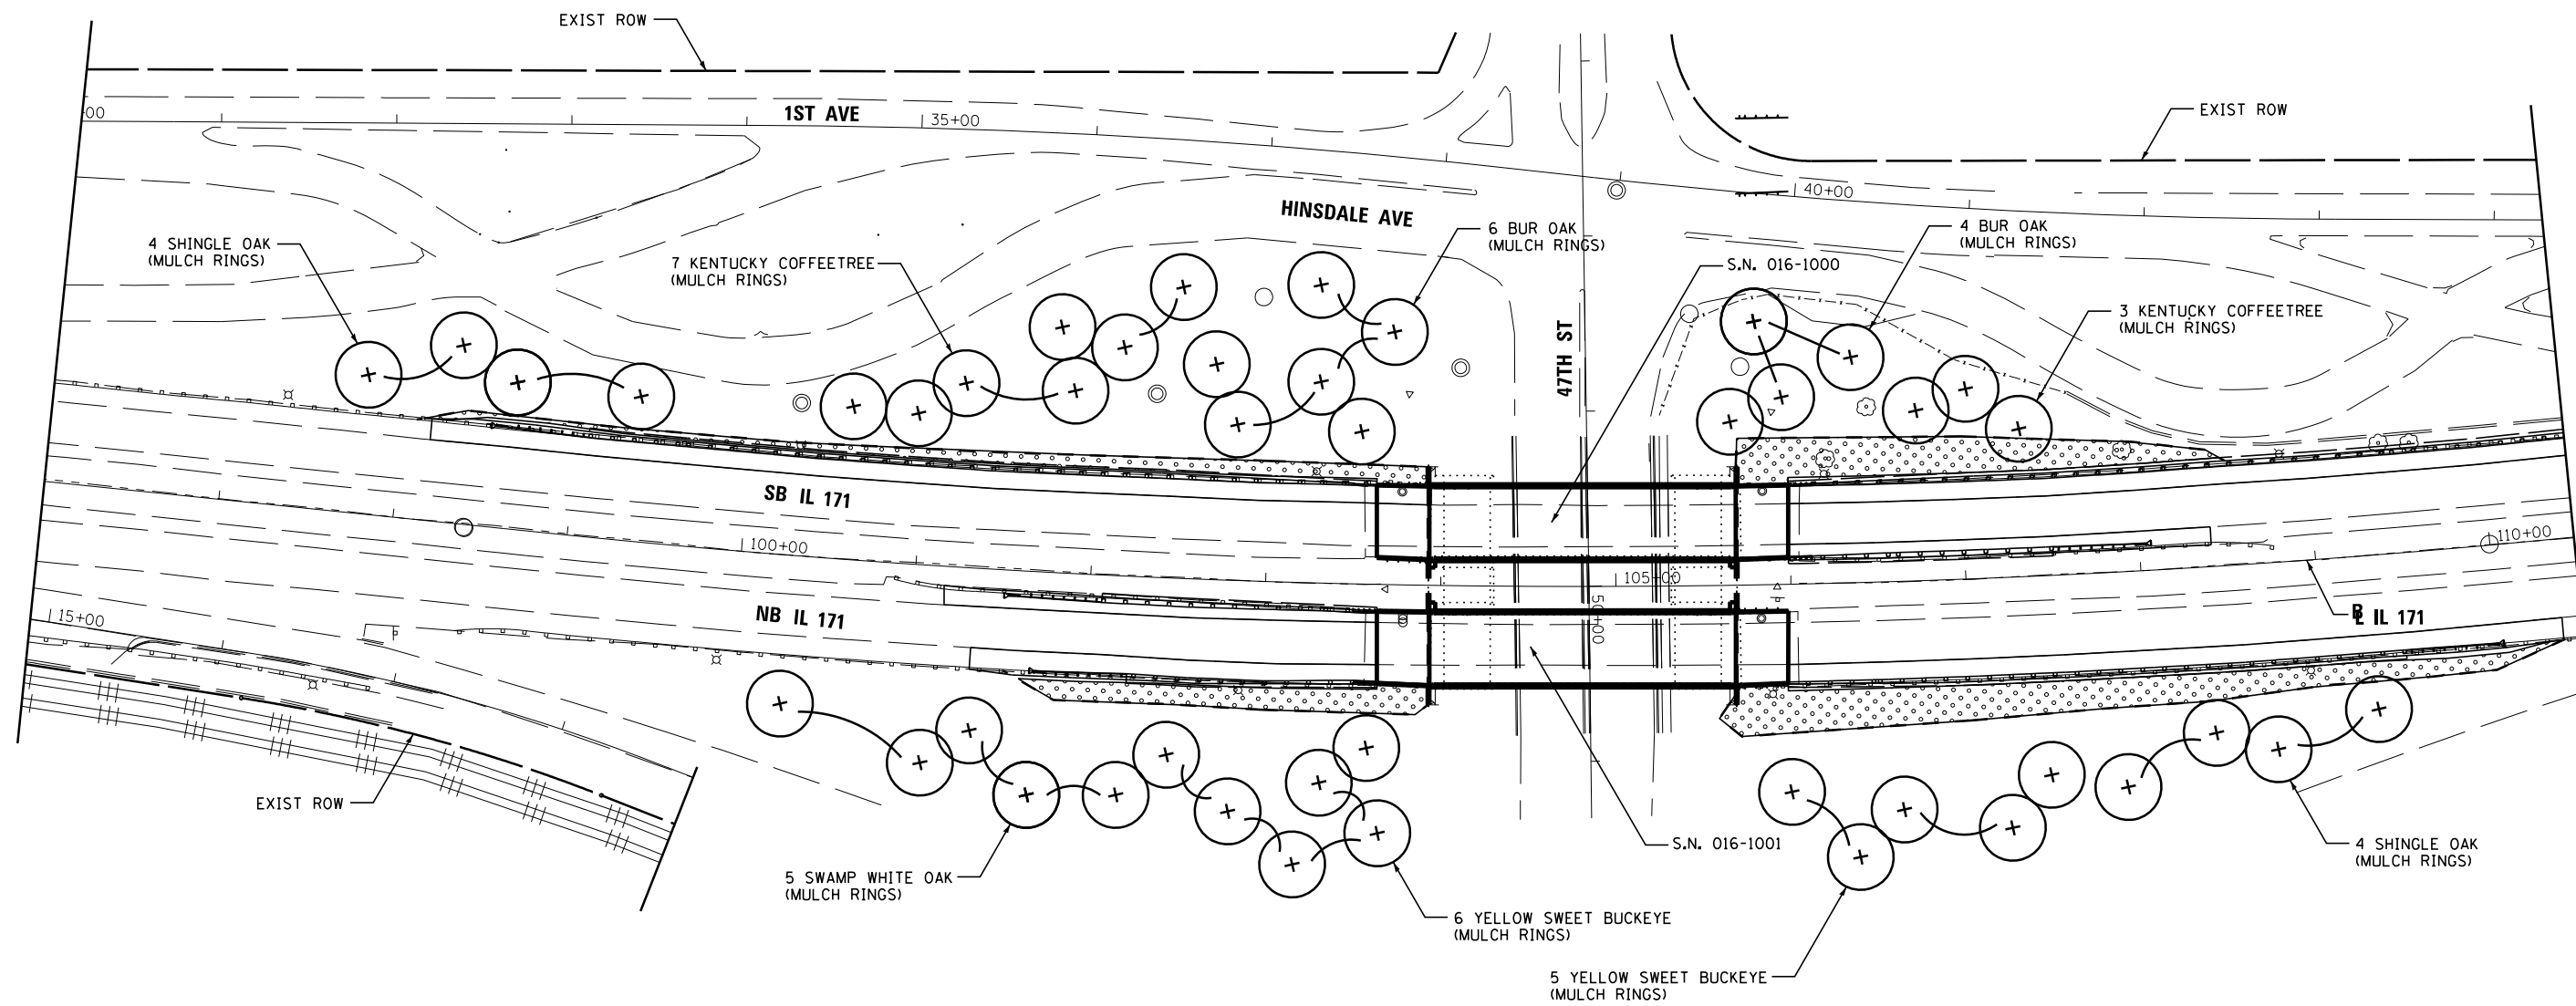 EXIST ROW
EXIST ROW
00
1ST AVE
35+00
40+00
HINSDALE AVE
4 SHINGLE OAK
(MULCH RINGS)
7 KENTUCKY COFFEETREE
(MULCH RINGS)
6 BUR OAK
(MULCH RINGS)
4 BUR OAK
(MULCH RINGS)
S.N. 016-1000
3 KENTUCKY COFFEETREE
(MULCH RINGS)
47TH ST
SB IL 171
100+00
105+00
110+00
50+00
15+00
NB IL 171
IL 171
EXIST ROW
S.N. 016-1001
4 SHINGLE OAK
(MULCH RINGS)
5 SWAMP WHITE OAK
(MULCH RINGS)
6 YELLOW SWEET BUCKEYE
(MULCH RINGS)
5 YELLOW SWEET BUCKEYE
(MULCH RINGS)